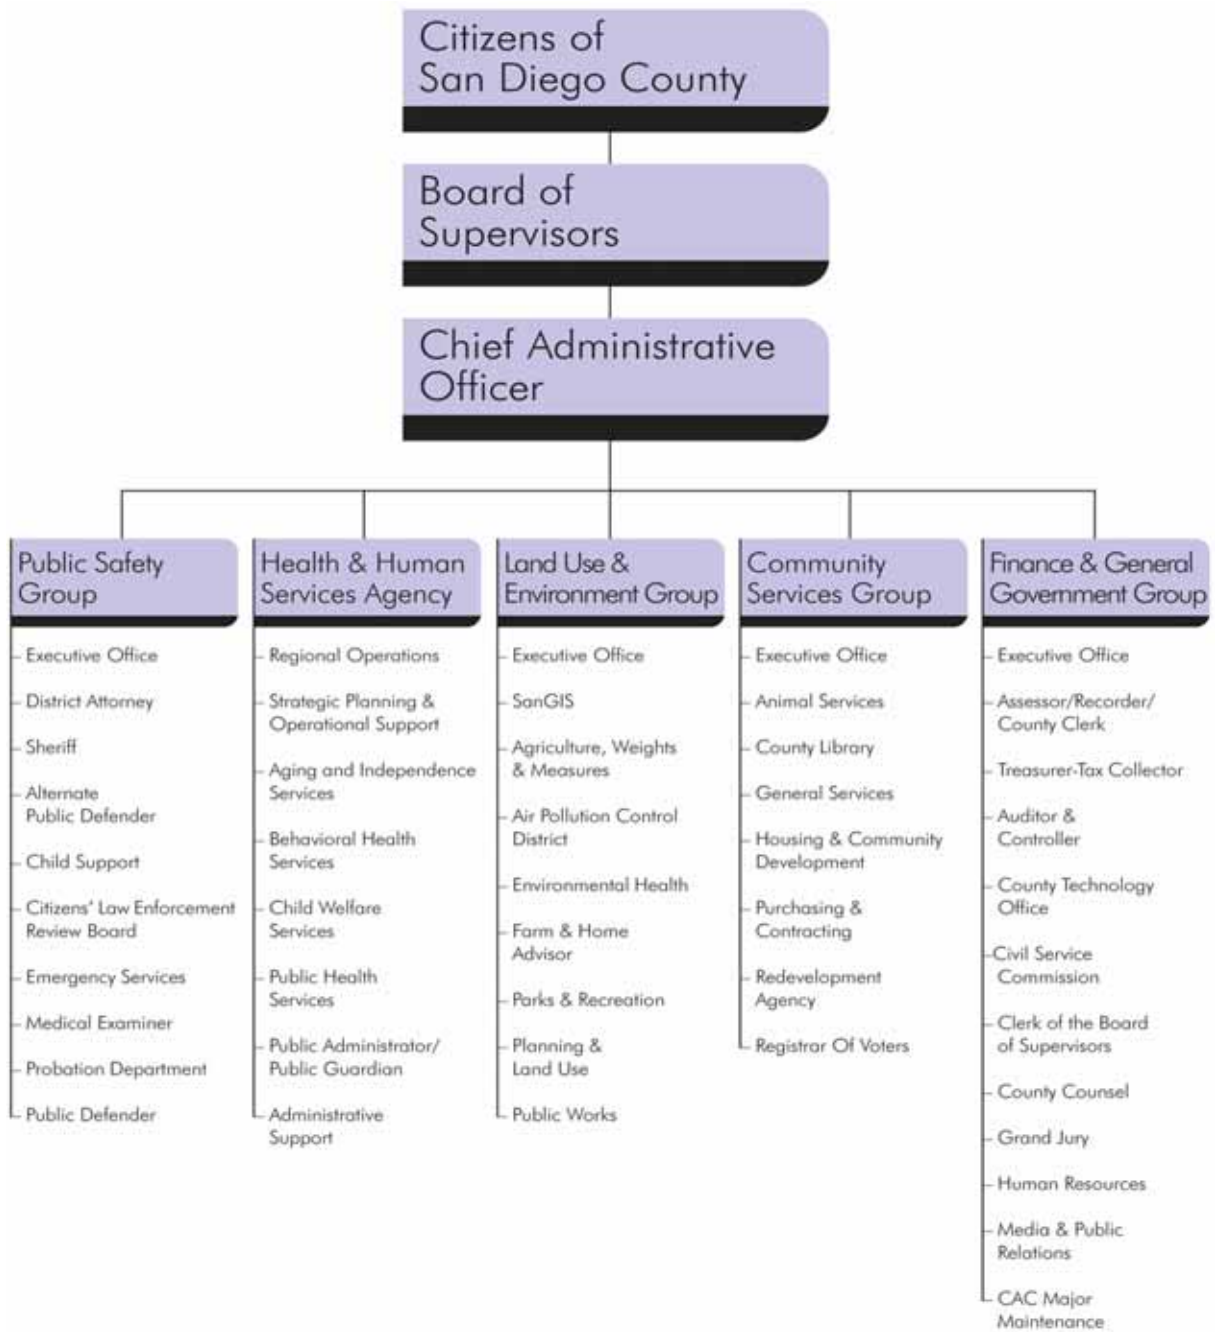 Citizens of
San Diego County
Board of
Supervisors
Chief Administrative
Officer
Public Safety
Group
Executive Office
District Attorney
Sheriff
Alternate
Public Defender
Child Support
Citizens' Law Enforcement
Review Board
Emergency Services
Medical Examiner
Probation Department
Public Defender
Health & Human
Services Agency
Regional Operations
Strategic Planning &
Operational Support
Aging and Independence
Services
Behavioral Health
Services
Child Welfare
Services
Public Health
Services
Public Administrator/
Public Guardian
Administrative
Support
Land Use &
Environment Group
Executive Office
SanGIS
Agriculture, Weights
& Measures
Air Pollution Control
District
Environmental Health
Farm & Home
Advisor
Parks & Recreation
Planning &
Land Use
Public Works
Community
Services Group
Executive Office
Animal Services
County Library
General Services
Housing & Community
Development
Purchasing &
Contracting
Redevelopment
Agency
Registrar Of Voters
Finance & General
Government Group
Executive Office
Assessor/Recorder/
County Clerk
Treasurer-Tax Collector
Auditor &
Controller
County Technology
Office
Civil Service
Commission
Clerk of the Board
of Supervisors
County Counsel
Grand Jury
Human Resources
Media & Public
Relations
CAC Major
Maintenance